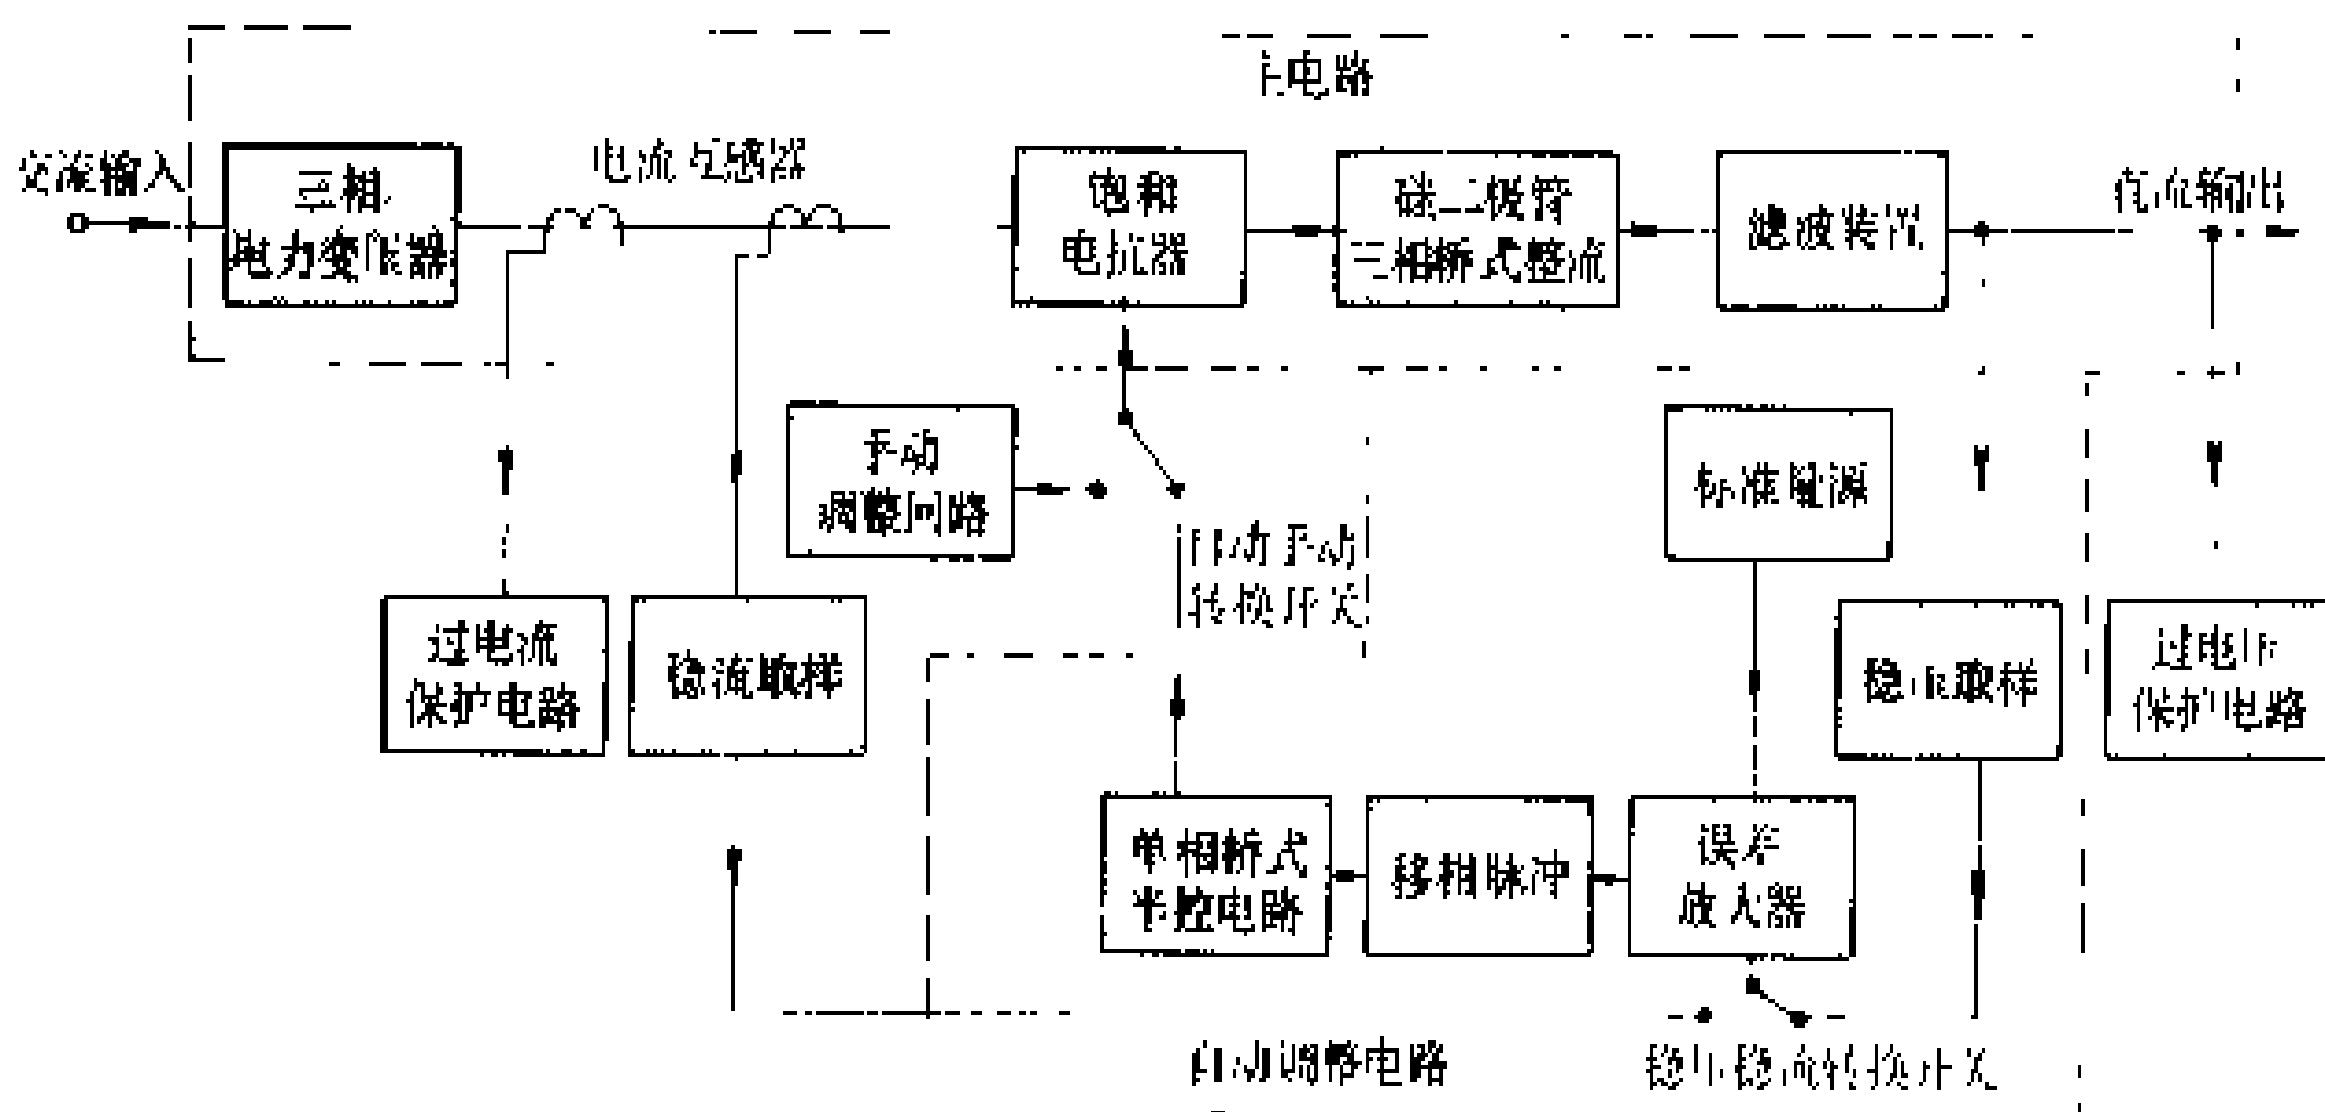 主电路
交流输入
三相
电力变压器
电流互感器
饱和
电抗器
硅二极管
三相桥式整流
滤波装置
直流输出
手动
调整回路
标准电源
自动手动
转换开关
过电流
保护电路
稳流取样
稳压取样
过电压
保护电路
单相桥式
半控电路
移相脉冲
误差
放大器
自动调整电路
稳压稳流转换开关